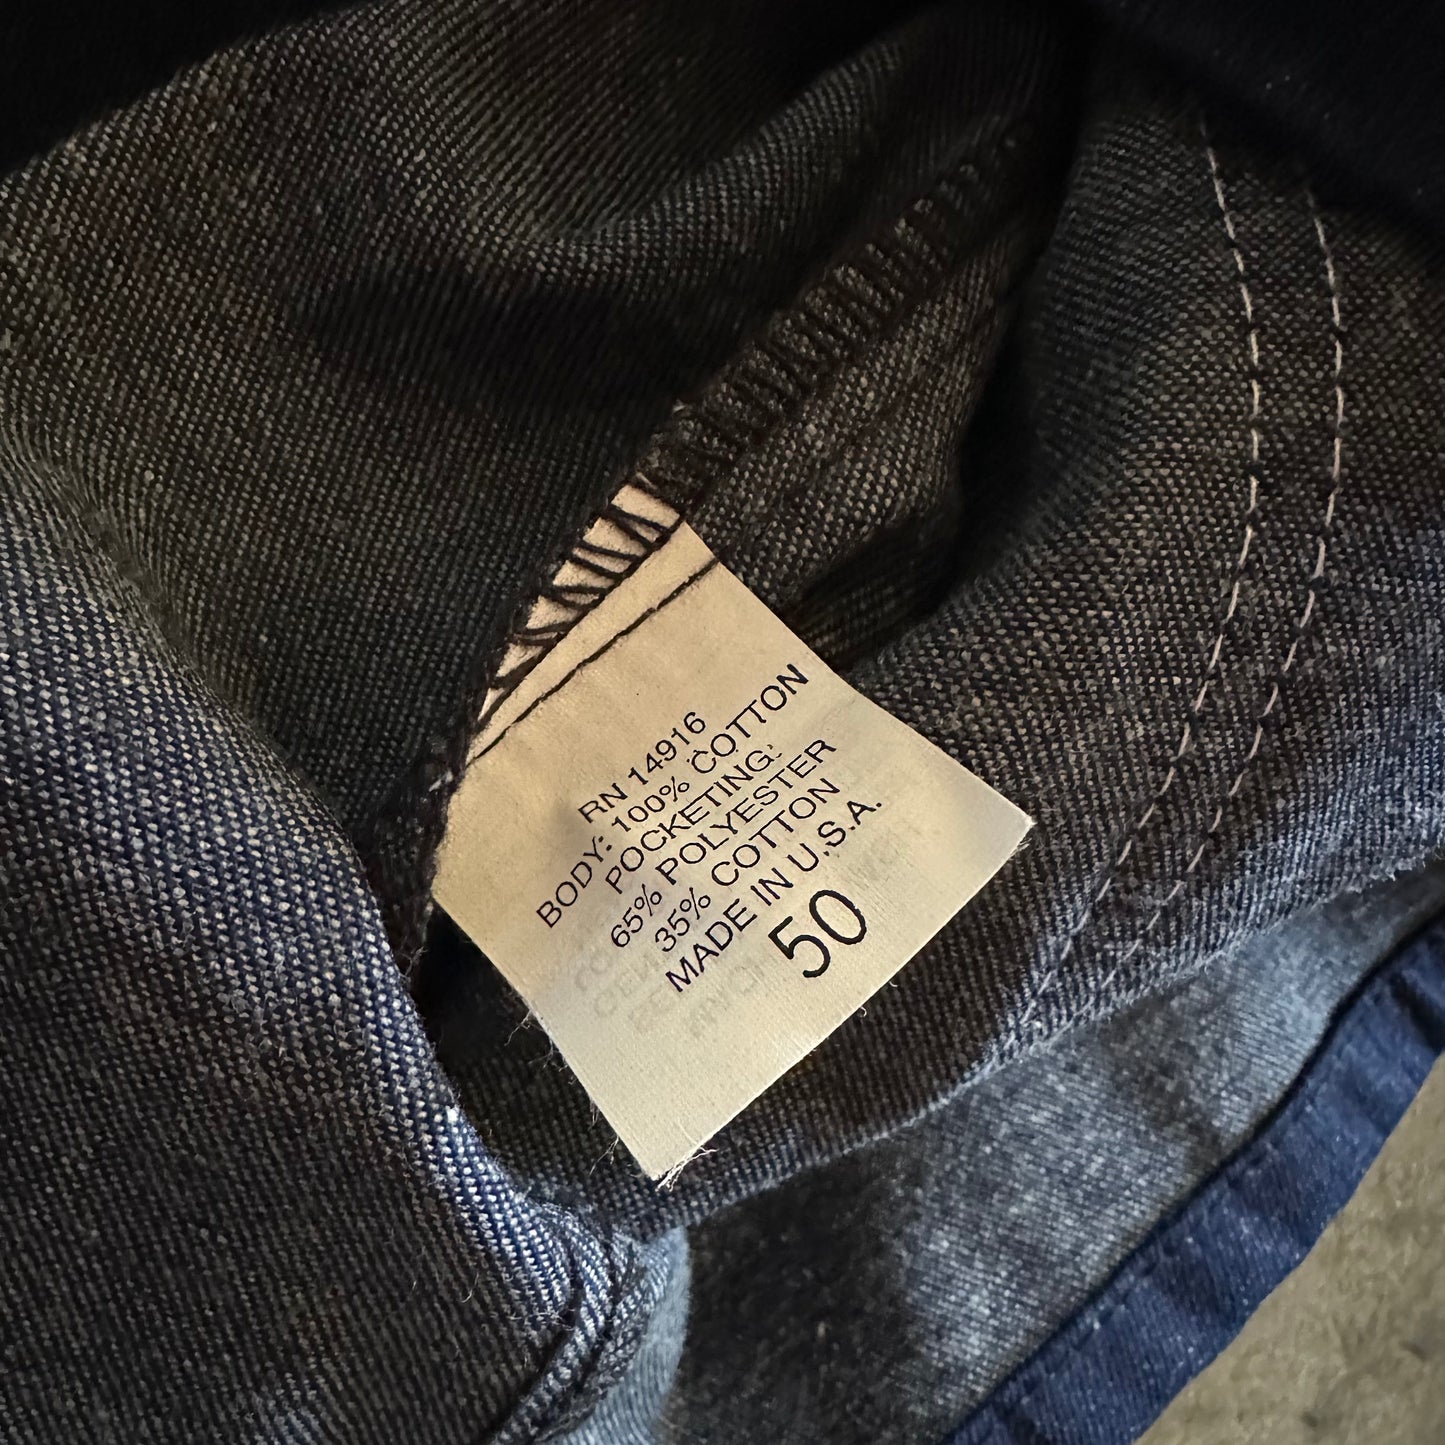 RN 14916
BODY: 100% COTTON
POCKETING:
65% POLYESTER
35% COTTON
MADE IN U.S.A.
50